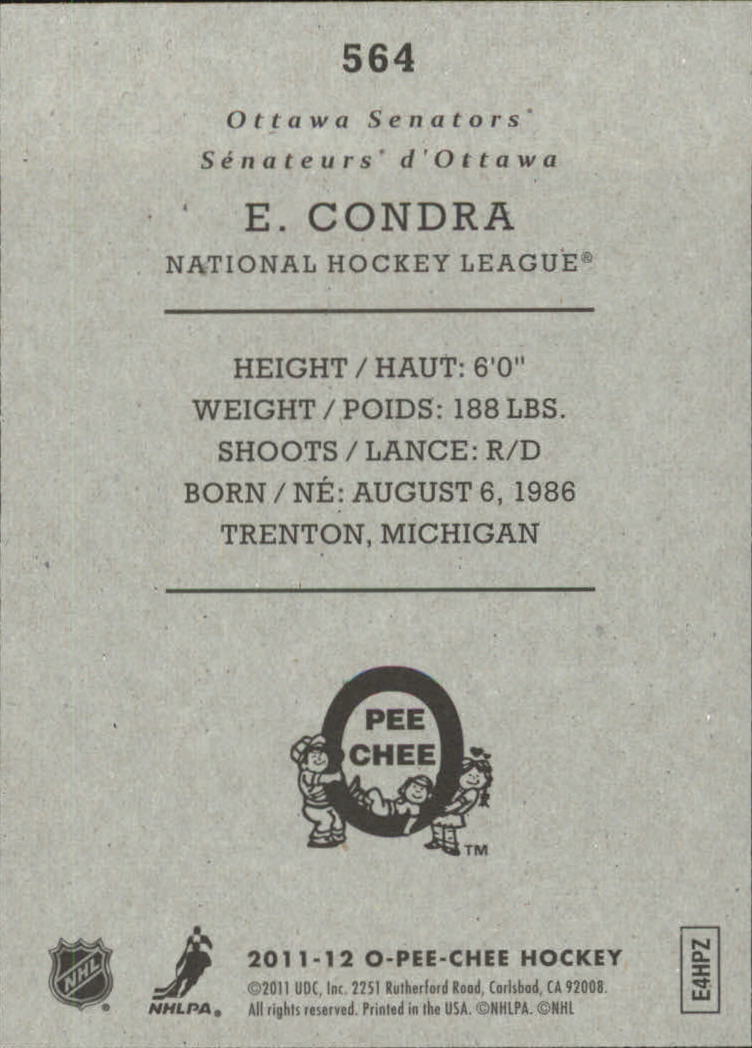 564
Ottawa Senators*
Sénateurs* d'Ottawa
E. CONDRA
NATIONAL HOCKEY LEAGUE®
HEIGHT / HAUT: 6'0"
WEIGHT / POIDS: 188 LBS.
SHOOTS / LANCE: R/D
BORN / NÉ: AUGUST 6, 1986
TRENTON, MICHIGAN
O
PEE
CHEE
TM
NHL
NHLPA®
2011-12 O-PEE-CHEE HOCKEY
©2011 UDC, Inc. 2251 Rutherford Road, Carlsbad, CA 92008.
All rights reserved. Printed in the USA. ©NHLPA. ©NHL
E4HPZ